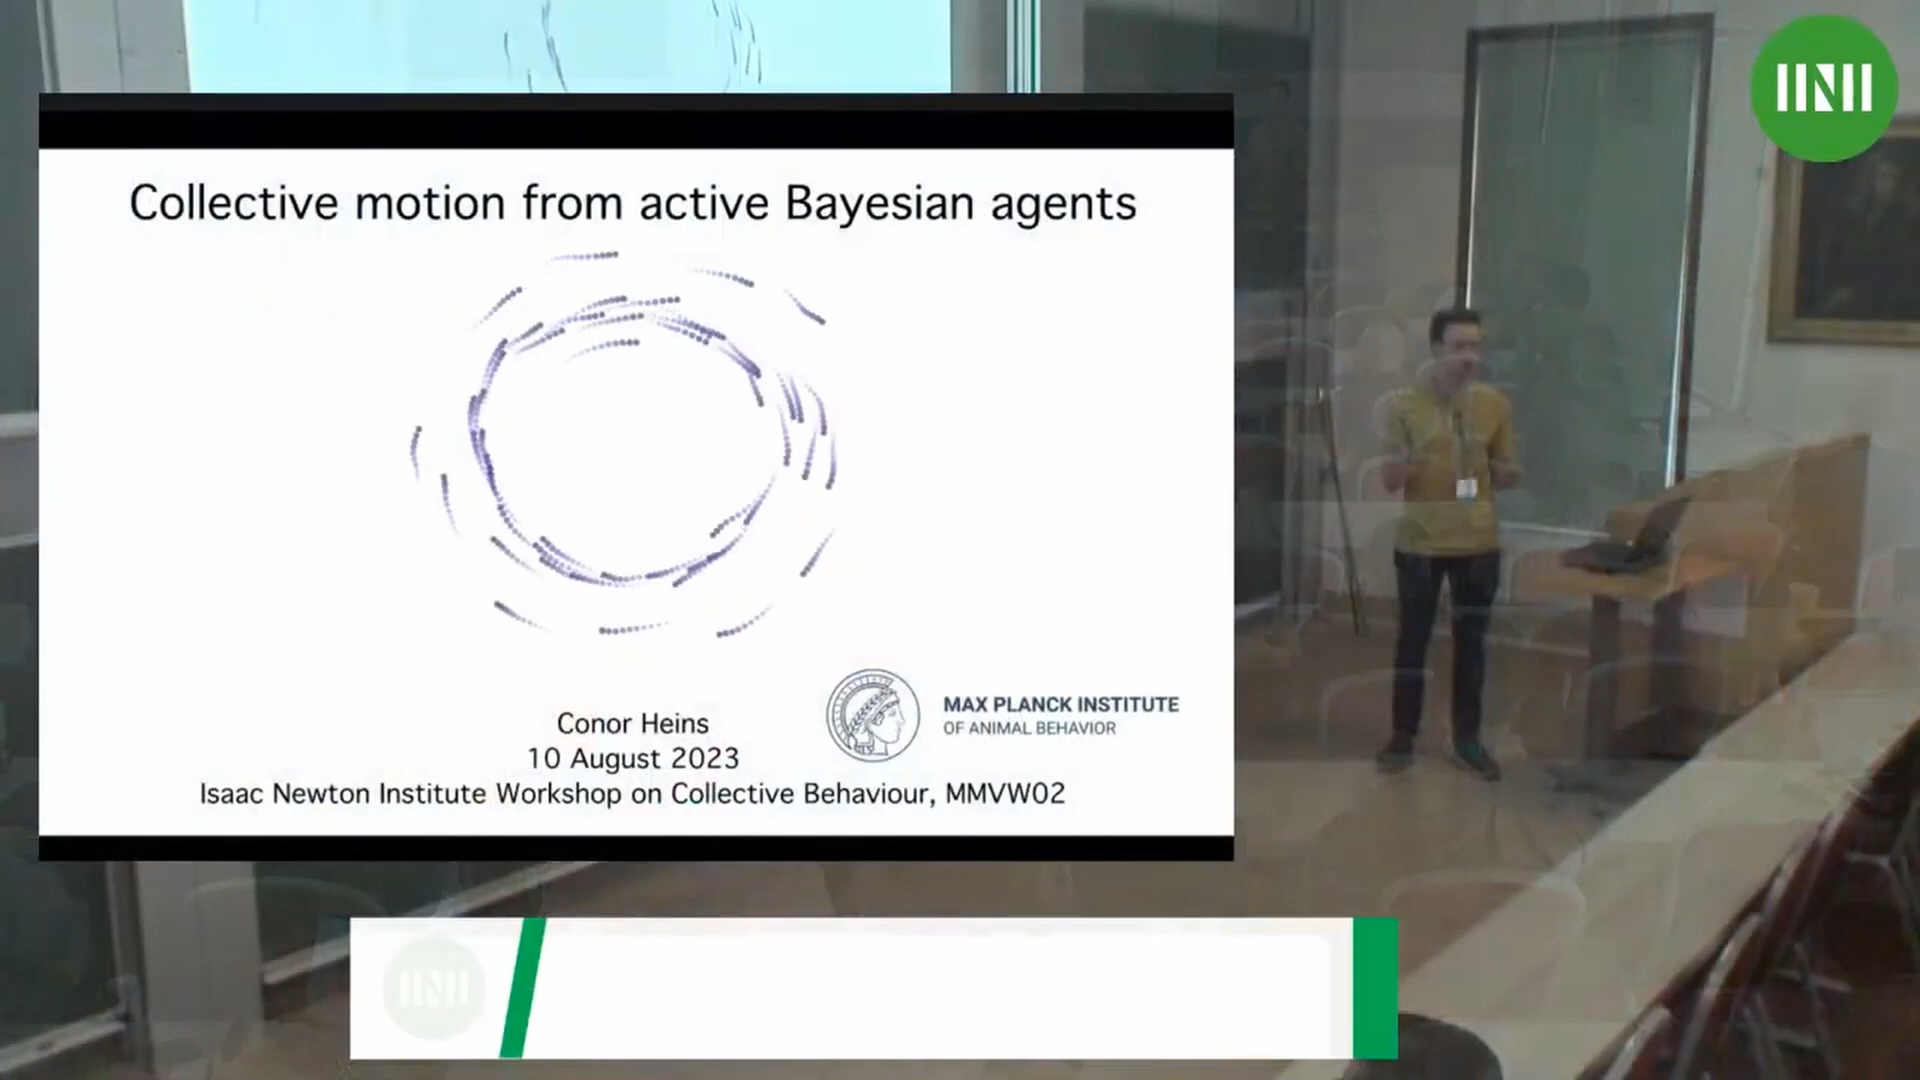 Collective motion from active Bayesian agents
Conor Heins
10 August 2023
Isaac Newton Institute Workshop on Collective Behaviour, MMVW02
MAX PLANCK INSTITUTE
OF ANIMAL BEHAVIOR
INI
INI